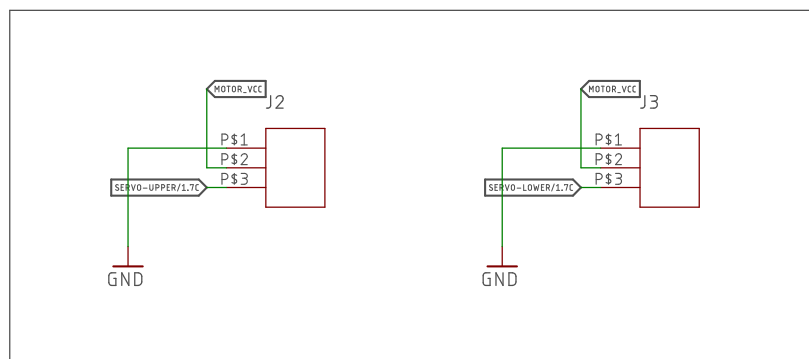 MOTOR_VCC
J2
P$1
P$2
P$3
SERVO-UPPER/1.7C
GND
MOTOR_VCC
J3
P$1
P$2
P$3
SERVO-LOWER/1.7C
GND